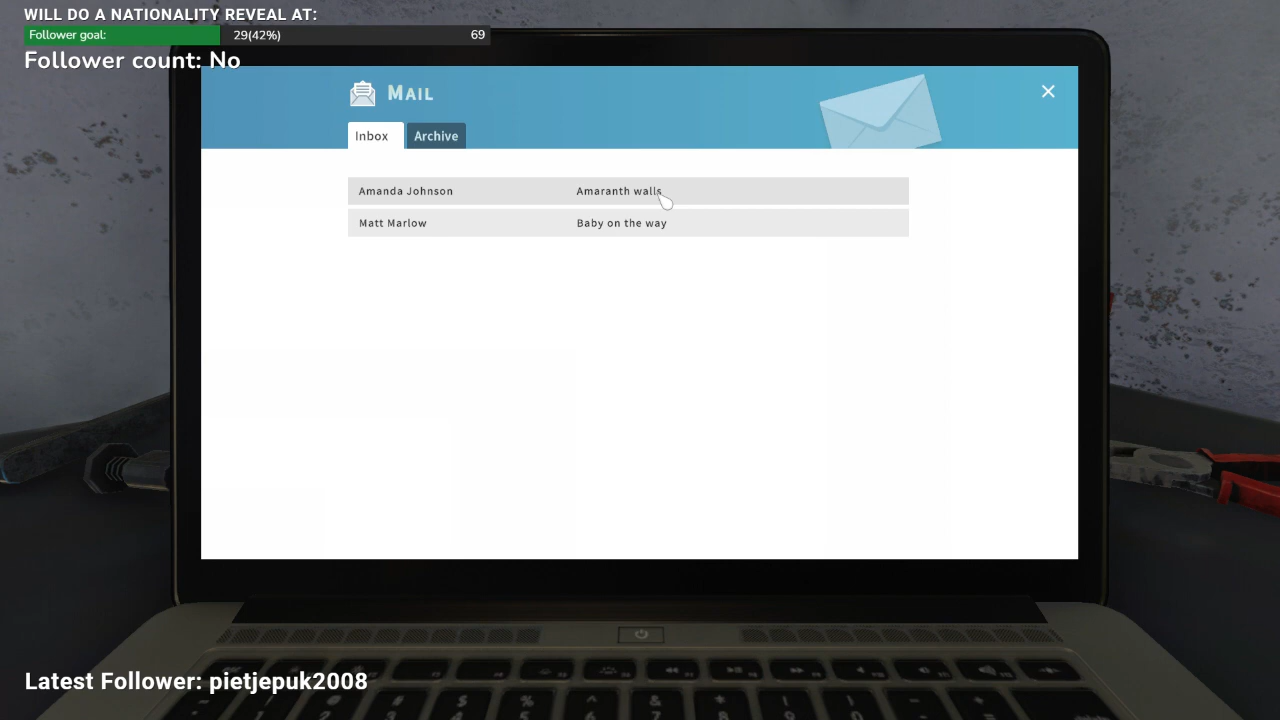 WILL DO A NATIONALITY REVEAL AT:
Follower goal: 29(42%) 69
Follower count: No
MAIL
Inbox Archive
Amanda Johnson Amaranth walls
Matt Marlow Baby on the way
Latest Follower: pietjepuk2008